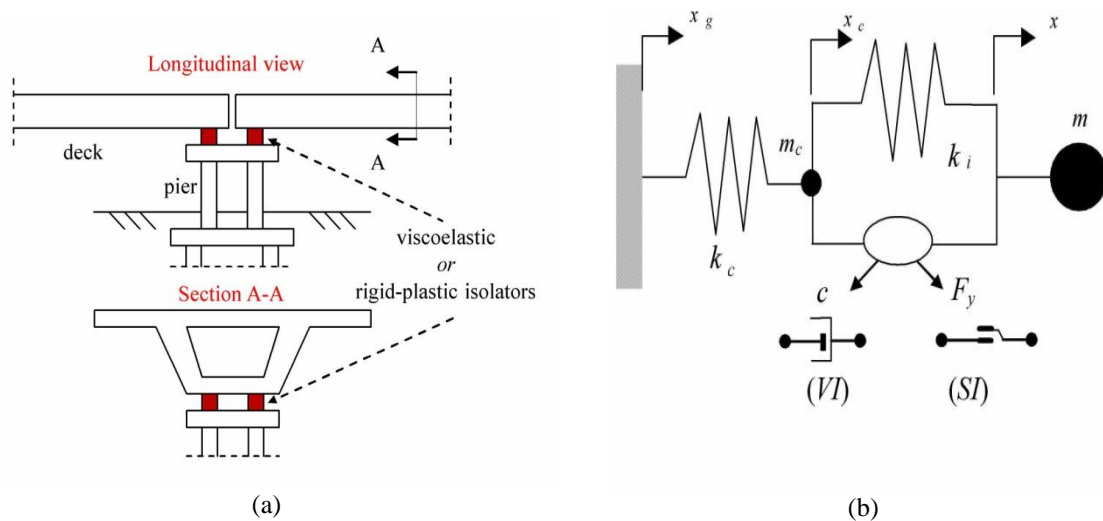 Longitudinal view
A
deck
A
pier
viscoelastic
or
rigid-plastic isolators
Section A-A
(a)
x g
x c
x
m c
m
k i
k c
c
F y
(VI)
(SI)
(b)